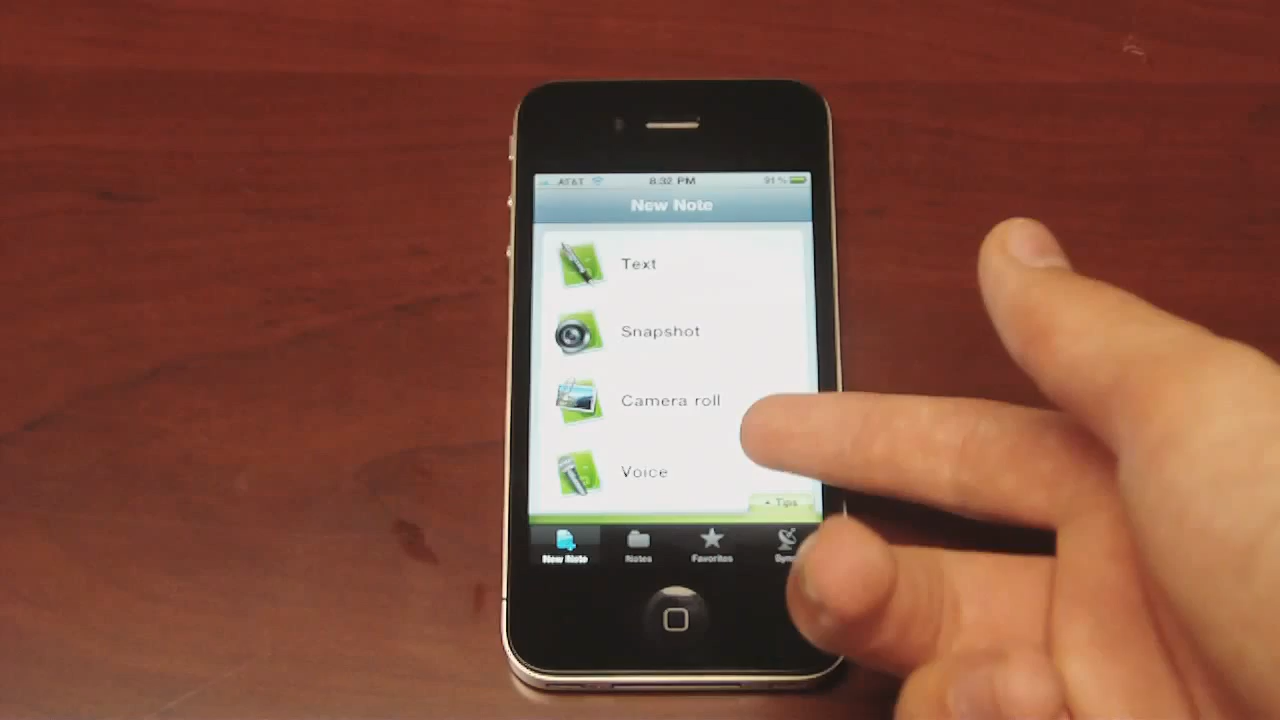 AT&T 8:32 PM 91%
New Note
Text
Snapshot
Camera roll
Voice
Tips
New Note Notes Favorites